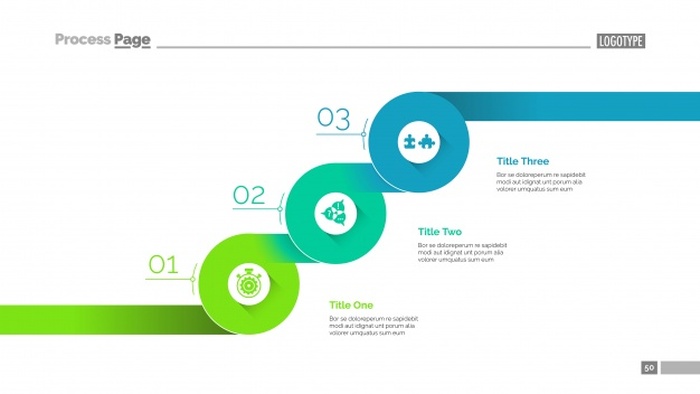 Process Page
LOGOTYPE
03
Title Three
Bor se doloreperum re sapidebit
modi aut idignat unt porum alia
volorer umquatus sum eum
02
Title Two
Bor se doloreperum re sapidebit
modi aut idignat unt porum alia
volorer umquatus sum eum
01
Title One
Bor se doloreperum re sapidebit
modi aut idignat unt porum alia
volorer umquatus sum eum
50